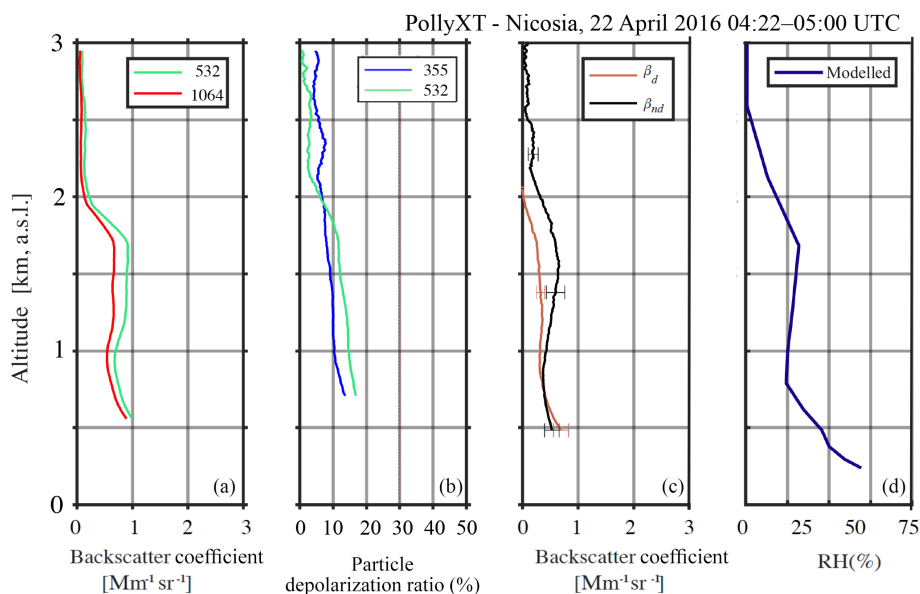 PollyXT - Nicosia, 22 April 2016 04:22–05:00 UTC
Altitude [km, a.s.l.]
3
2
1
0
532
1064
(a)
0 1 2 3
Backscatter coefficient
[Mm⁻¹ sr⁻¹]
355
532
(b)
0 10 20 30 40 50
Particle
depolarization ratio (%)
β_d
β_nd
(c)
0 1 2 3
Backscatter coefficient
[Mm⁻¹ sr⁻¹]
Modelled
(d)
0 25 50 75 100
RH(%)